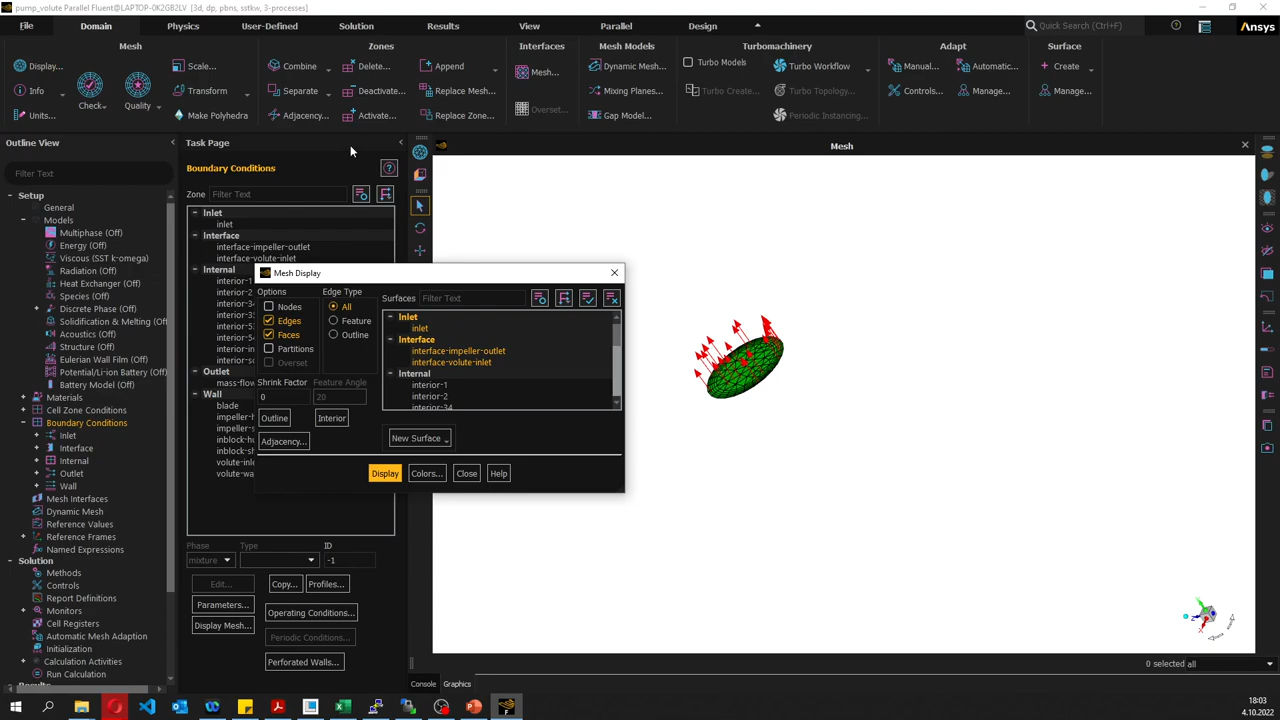 pump_volute Parallel Fluent@LAPTOP-0K2GB2LV [3d, dp, pbns, sstkw, 3-processes]
File Domain Physics User-Defined Solution Results View Parallel Design Quick Search (Ctrl+F) Ansys
Mesh Zones Interfaces Mesh Models Turbomachinery Adapt Surface
Display... Scale... Combine Delete... Append Mesh... Dynamic Mesh... Turbo Models Turbo Workflow Manual... Automatic... Create
Info Check Quality Transform Separate Deactivate... Replace Mesh... Mixing Planes... Turbo Create... Turbo Topology... Controls... Manage... Manage...
Units... Make Polyhedra Adjacency... Activate... Replace Zone... Overset... Gap Model... Periodic Instancing...
Outline View
Filter Text
Setup
General
Models
Multiphase (Off)
Energy (Off)
Viscous (SST k-omega)
Radiation (Off)
Heat Exchanger (Off)
Species (Off)
Discrete Phase (Off)
Solidification & Melting (Off)
Acoustics (Off)
Structure (Off)
Eulerian Wall Film (Off)
Potential/Li-ion Battery (Off)
Battery Model (Off)
Materials
Cell Zone Conditions
Boundary Conditions
Inlet
Interface
Internal
Outlet
Wall
Mesh Interfaces
Dynamic Mesh
Reference Values
Reference Frames
Named Expressions
Solution
Methods
Controls
Report Definitions
Monitors
Cell Registers
Automatic Mesh Adaption
Initialization
Calculation Activities
Run Calculation
Task Page
Boundary Conditions
Zone Filter Text
Inlet
inlet
Interface
interface-impeller-outlet
interface-volute-inlet
Internal
Outlet
Wall
blade
Phase Type ID
mixture -1
Edit... Copy... Profiles...
Parameters... Operating Conditions...
Display Mesh... Periodic Conditions...
Perforated Walls...
Mesh Display
Options Edge Type Surfaces Filter Text
Nodes All
Edges Feature
Faces Outline
Partitions
Overset
Inlet
inlet
Interface
interface-impeller-outlet
interface-volute-inlet
Internal
interior-1
interior-2
interior-34
Shrink Factor Feature Angle
0 20
Outline Interior
Adjacency... New Surface
Display Colors... Close Help
Mesh
0 selected all
Console Graphics
18:03
4.10.2022